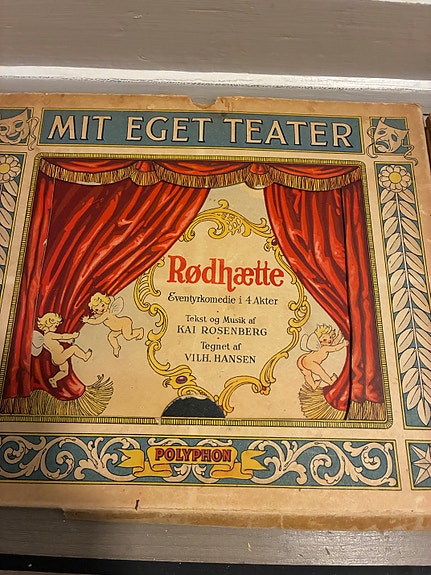 MIT EGET TEATER
Rødhætte
Eventyrkomedie i 4 Akter
Tekst og Musik af
KAI ROSENBERG
Tegnet af
VILH. HANSEN
POLYPHON